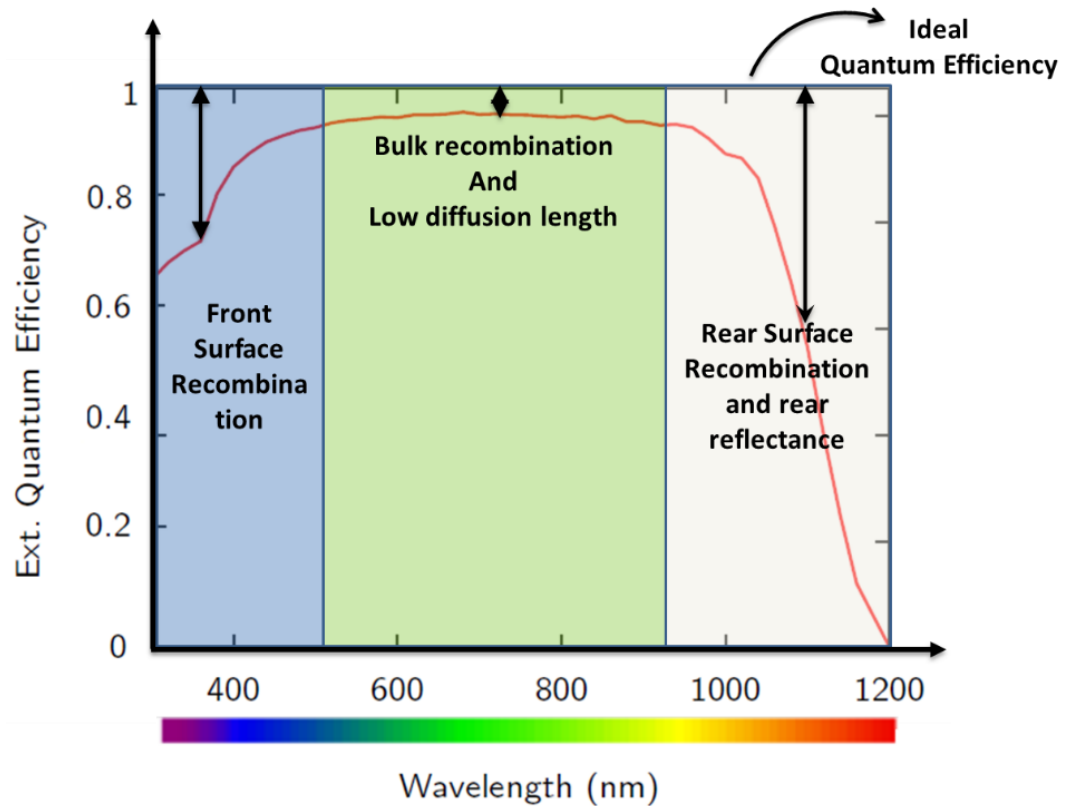 Ideal
Quantum Efficiency
1
0.8
0.6
0.4
0.2
0
Ext. Quantum Efficiency
Front
Surface
Recombina
tion
Bulk recombination
And
Low diffusion length
Rear Surface
Recombination
and rear
reflectance
400 600 800 1000 1200
Wavelength (nm)